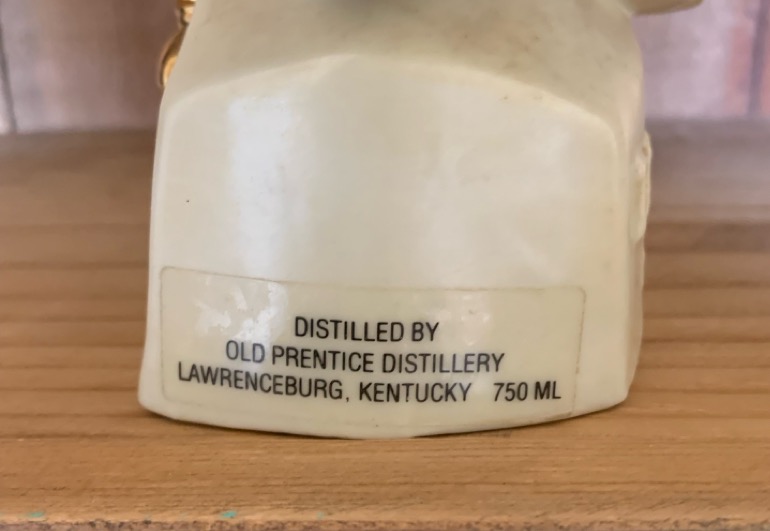 DISTILLED BY
OLD PRENTICE DISTILLERY
LAWRENCEBURG, KENTUCKY 750 ML